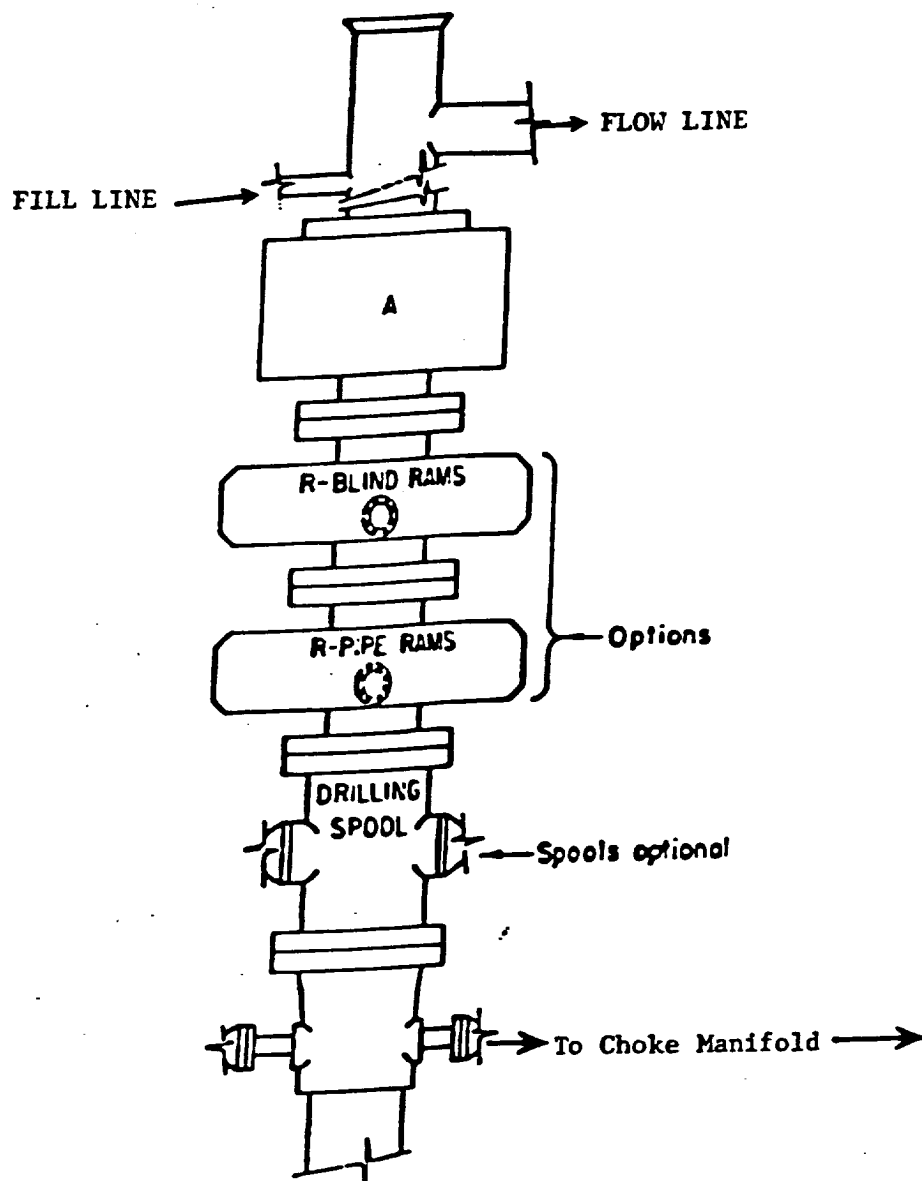 FLOW LINE
FILL LINE
A
R-BLIND RAMS
R-PIPE RAMS
Options
DRILLING
SPOOL
Spools optional
To Choke Manifold